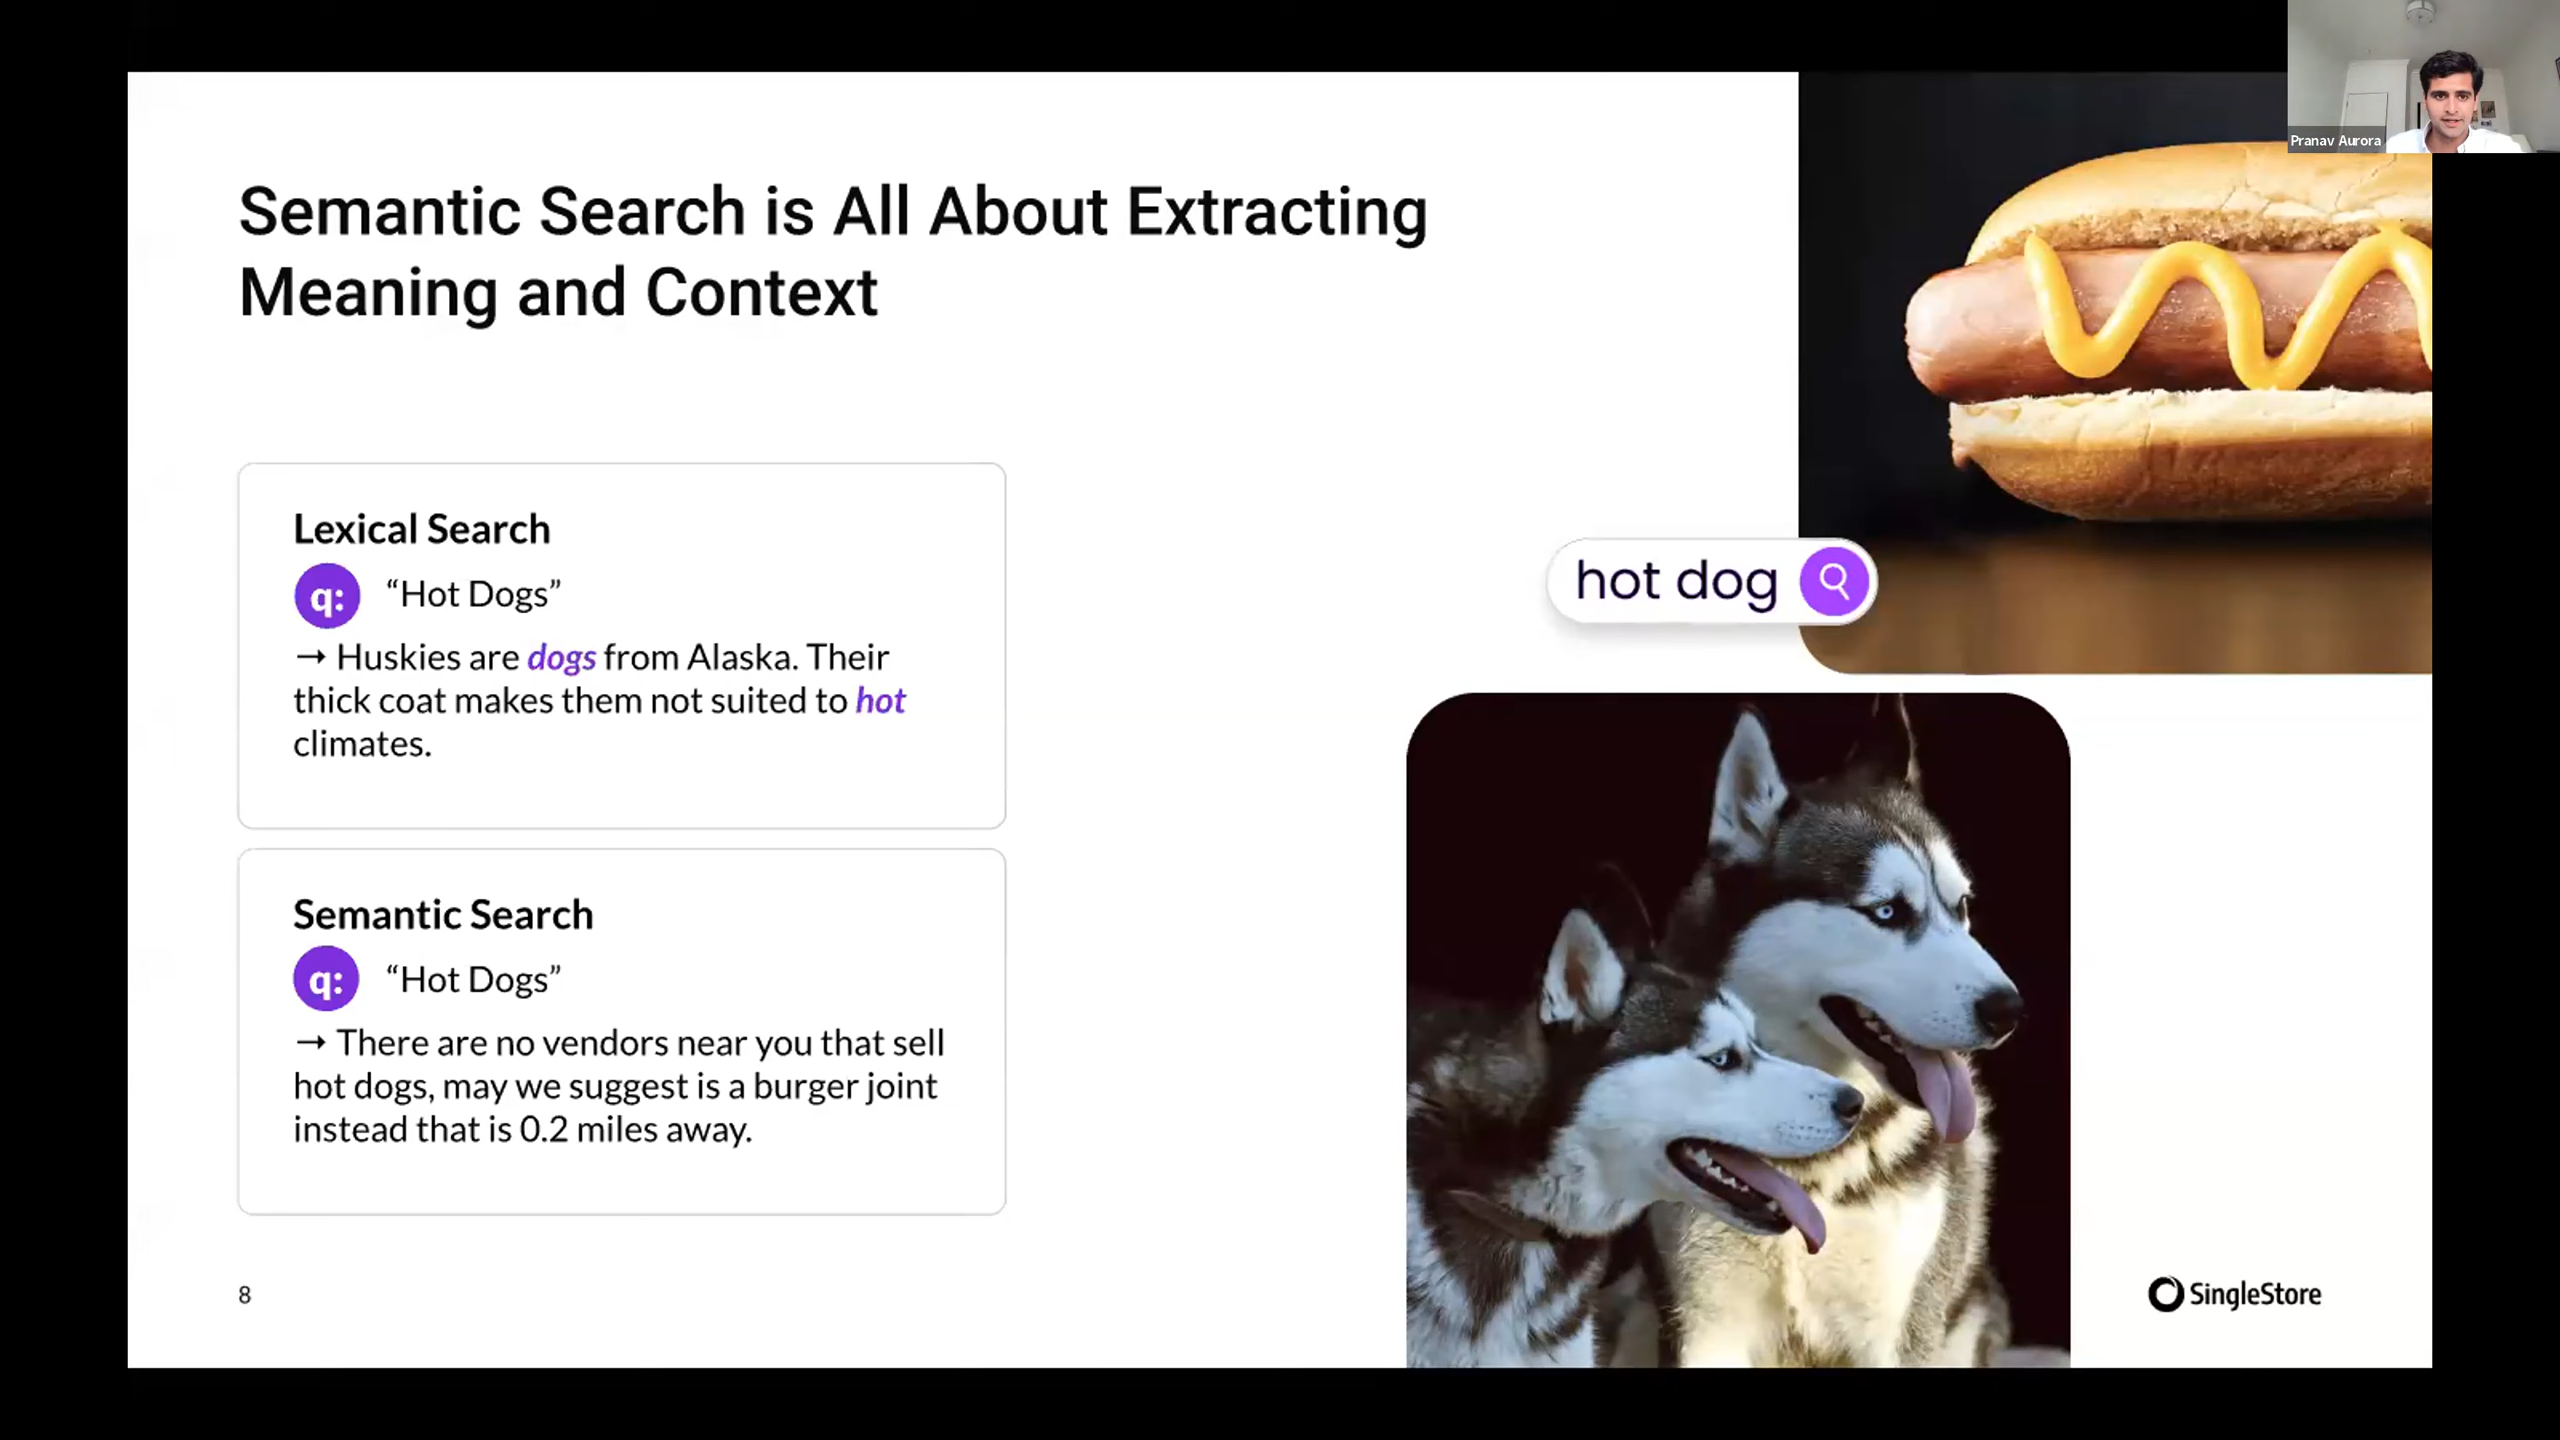 Pranav Aurora
Semantic Search is All About Extracting
Meaning and Context
Lexical Search
q: “Hot Dogs”
→ Huskies are dogs from Alaska. Their
thick coat makes them not suited to hot
climates.
hot dog
Semantic Search
q: “Hot Dogs”
→ There are no vendors near you that sell
hot dogs, may we suggest is a burger joint
instead that is 0.2 miles away.
8
SingleStore